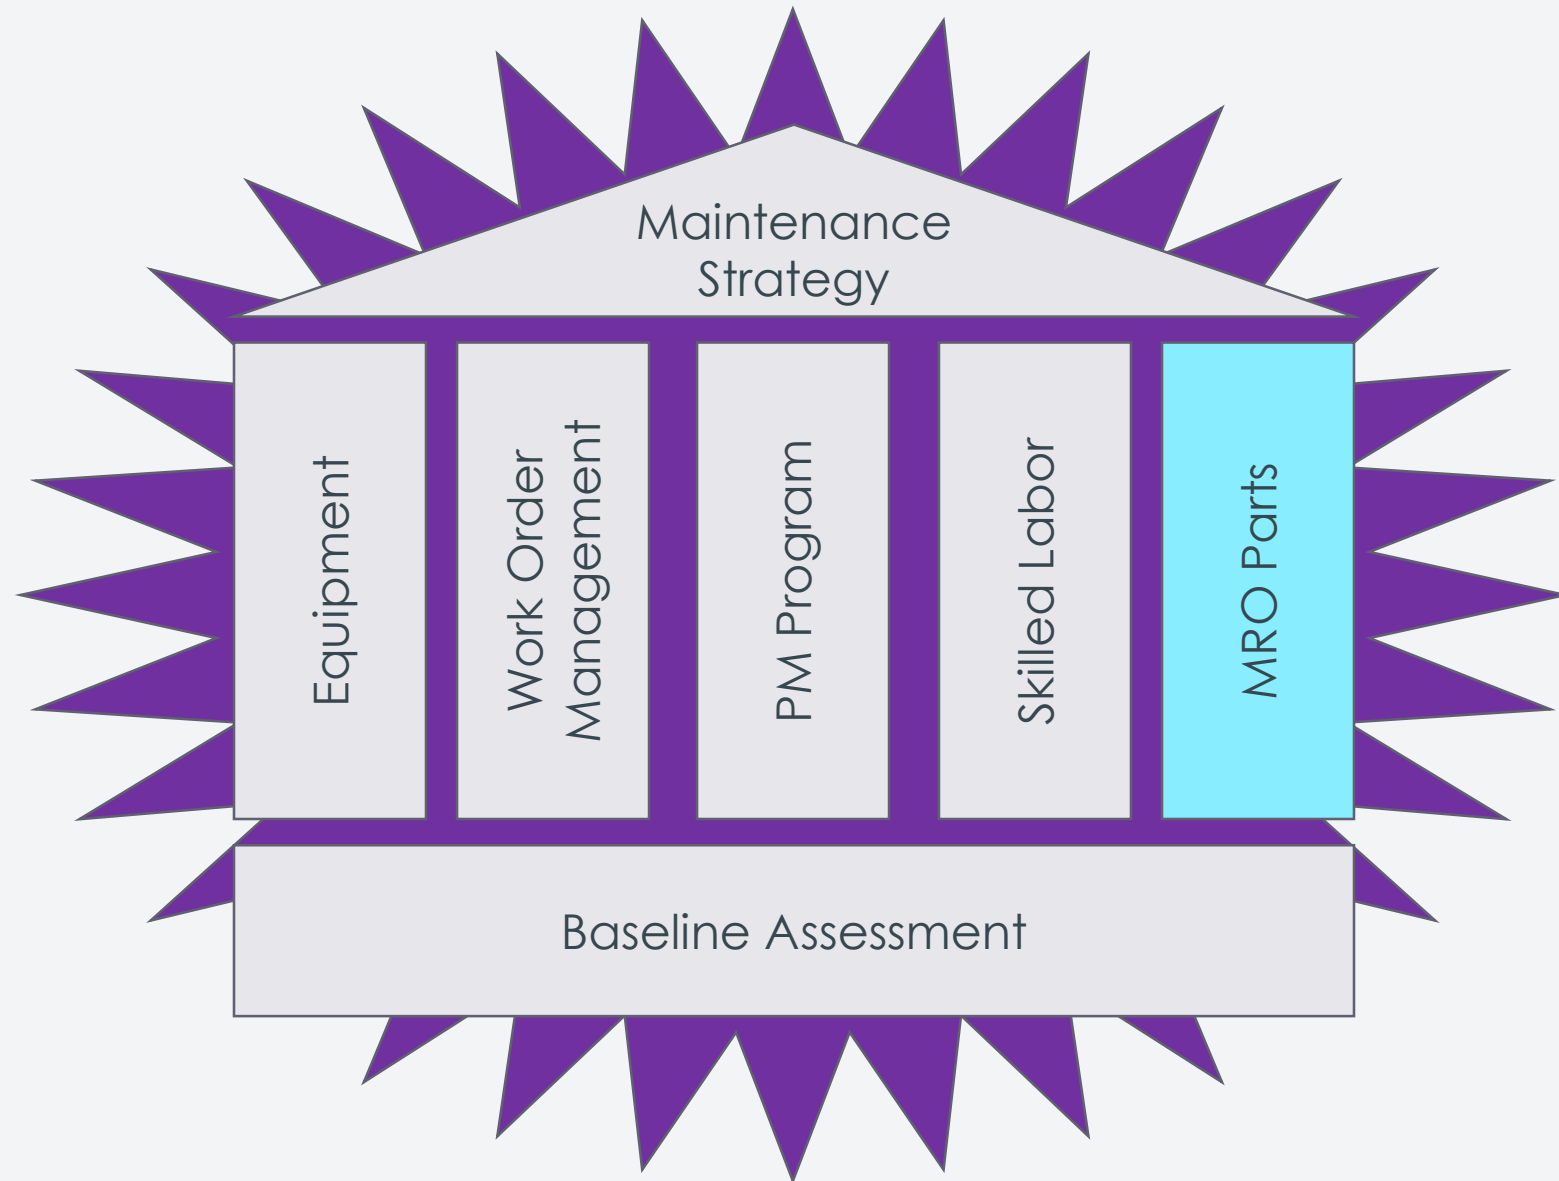 Maintenance
Strategy
Equipment
Work Order
Management
PM Program
Skilled Labor
MRO Parts
Baseline Assessment